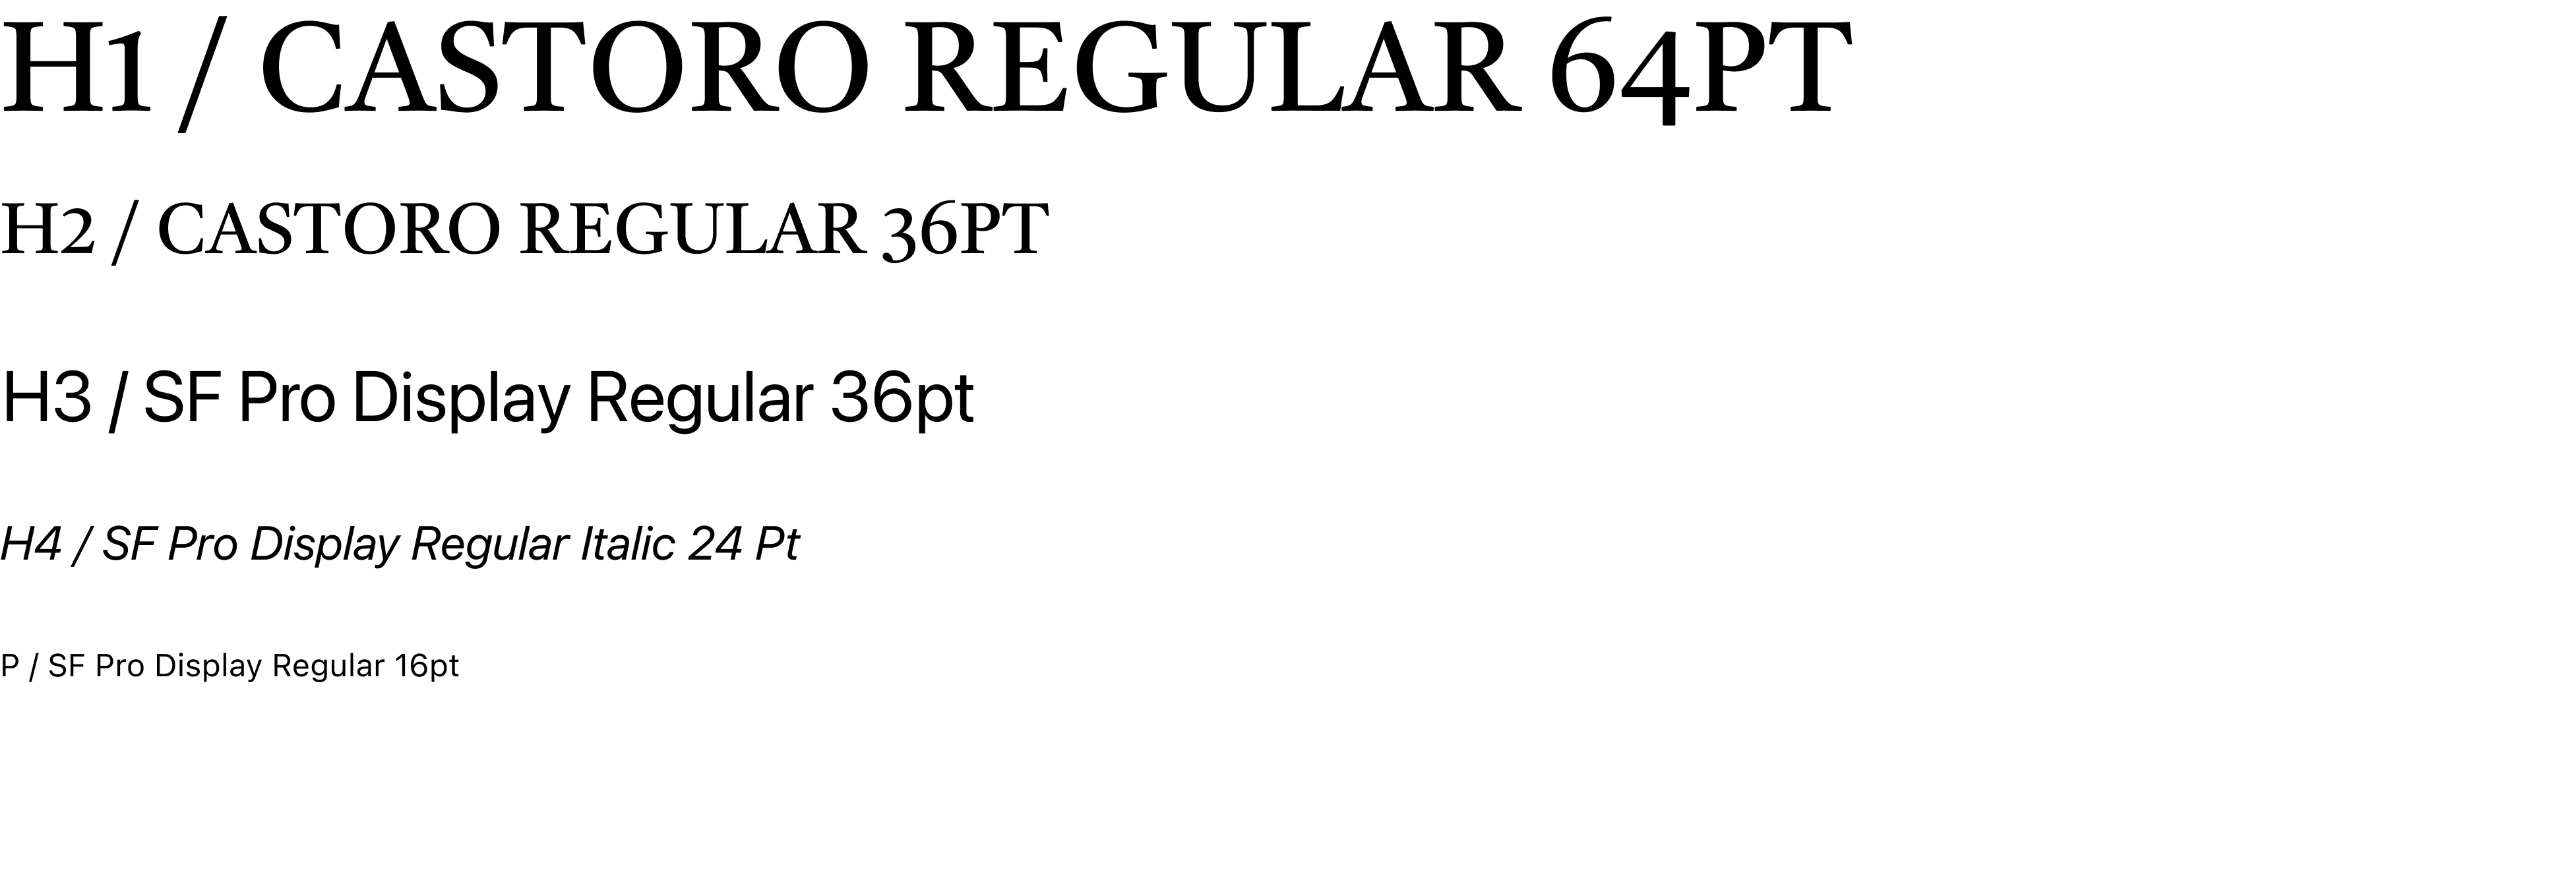 H1 / CASTORO REGULAR 64PT
H2 / CASTORO REGULAR 36PT
H3 / SF Pro Display Regular 36pt
H4 / SF Pro Display Regular Italic 24 Pt
P / SF Pro Display Regular 16pt